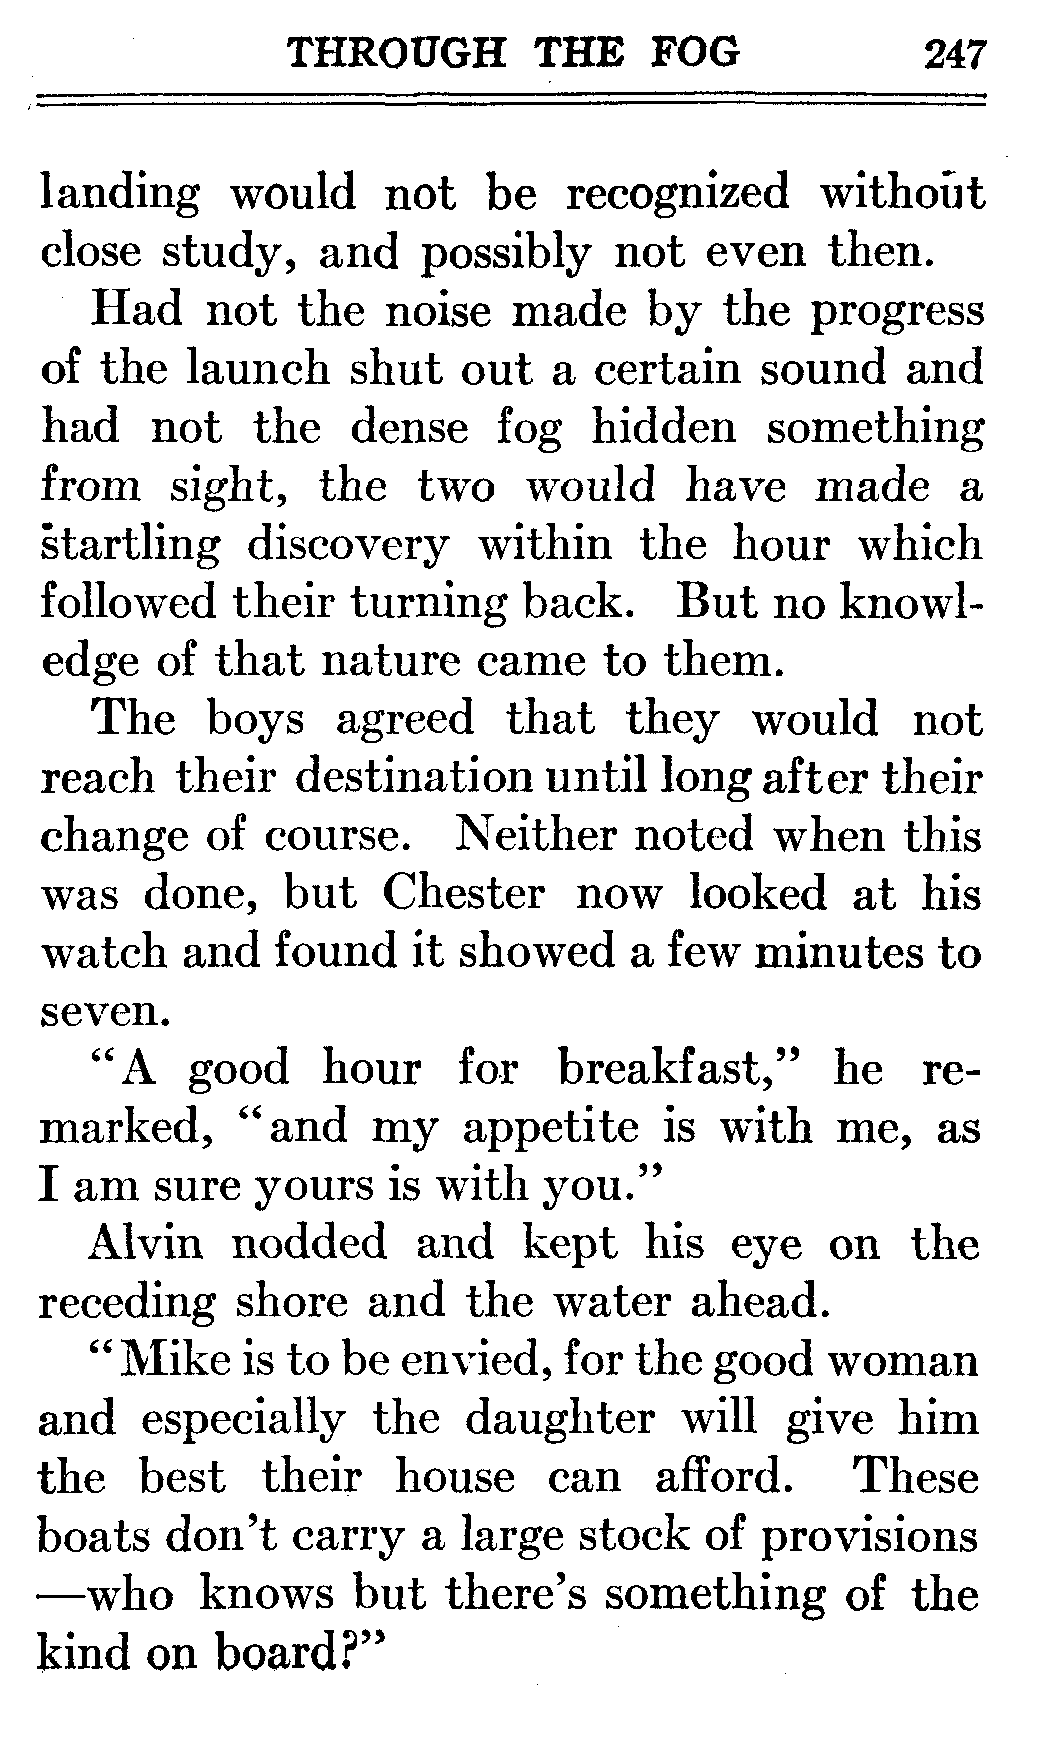 THROUGH THE FOG 247
landing would not be recognized without
close study, and possibly not even then.
Had not the noise made by the progress
of the launch shut out a certain sound and
had not the dense fog hidden something
from sight, the two would have made a
startling discovery within the hour which
followed their turning back. But no knowl-
edge of that nature came to them.
The boys agreed that they would not
reach their destination until long after their
change of course. Neither noted when this
was done, but Chester now looked at his
watch and found it showed a few minutes to
seven.
“A good hour for breakfast,” he re-
marked, “and my appetite is with me, as
I am sure yours is with you.”
Alvin nodded and kept his eye on the
receding shore and the water ahead.
“Mike is to be envied, for the good woman
and especially the daughter will give him
the best their house can afford. These
boats don’t carry a large stock of provisions
—who knows but there’s something of the
kind on board?”